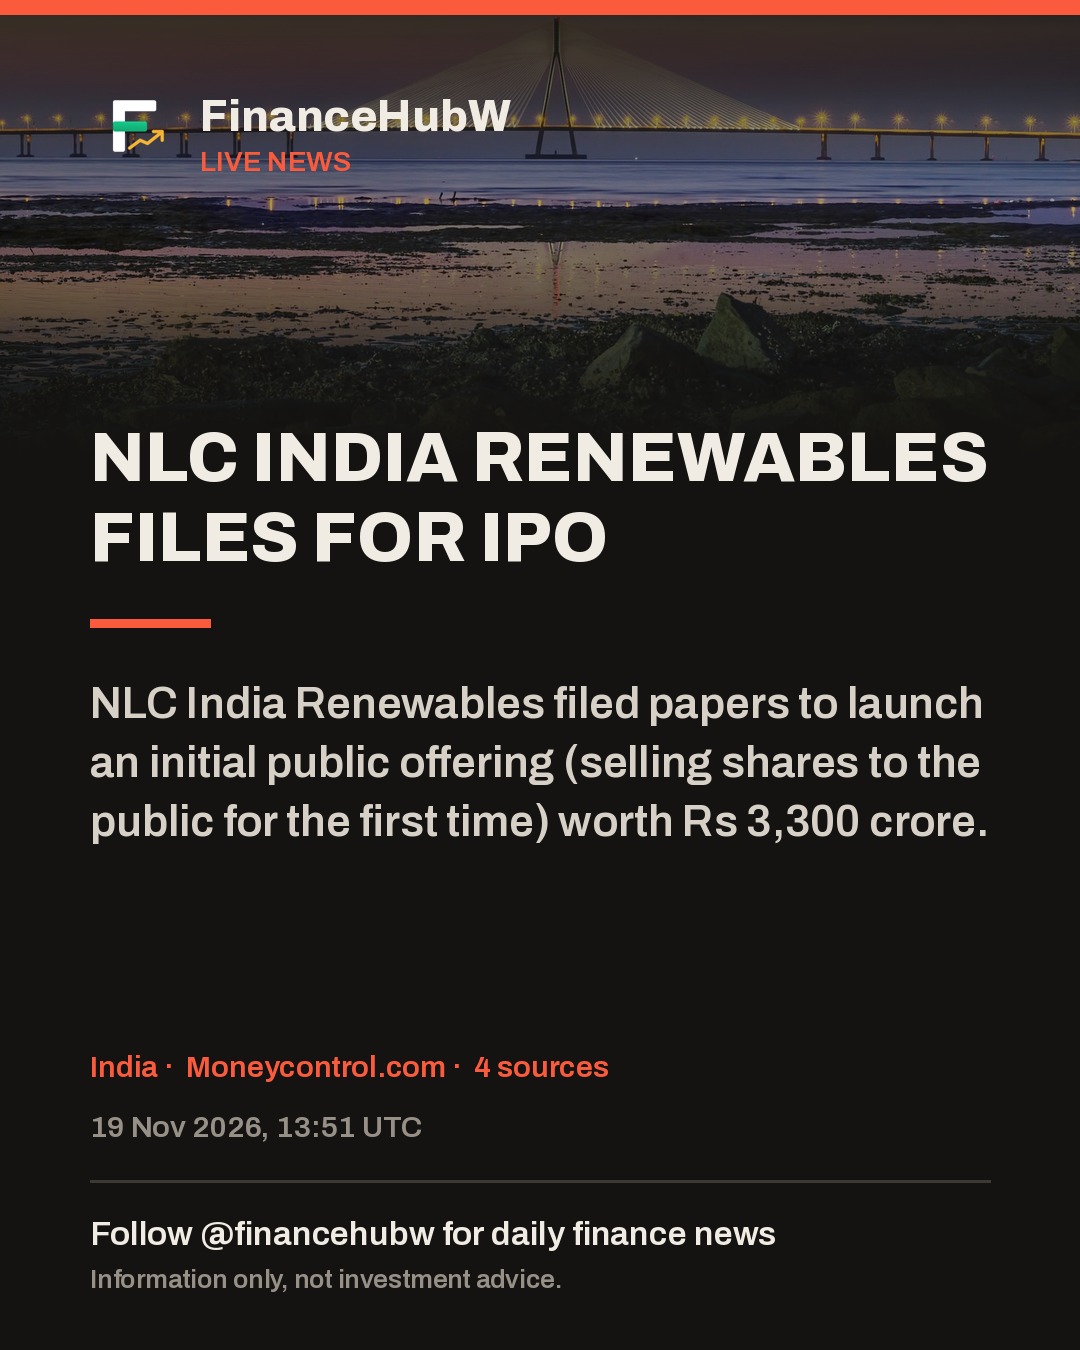 FinanceHubW
LIVE NEWS
NLC INDIA RENEWABLES
FILES FOR IPO
NLC India Renewables filed papers to launch
an initial public offering (selling shares to the
public for the first time) worth Rs 3,300 crore.
India · Moneycontrol.com · 4 sources
19 Nov 2026, 13:51 UTC
Follow @financehubw for daily finance news
Information only, not investment advice.